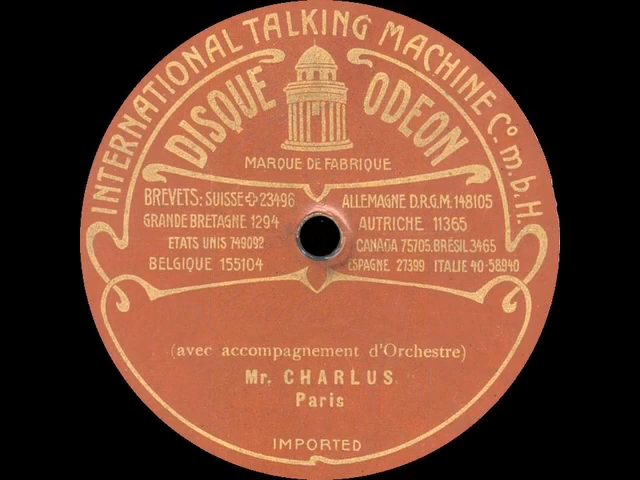 INTERNATIONAL TALKING MACHINE Co. m.b.H.
DISQUE ODEON
MARQUE DE FABRIQUE
BREVETS: SUISSE 23496 ALLEMAGNE D.R.G.M. 148105
GRANDE BRETAGNE 1294 AUTRICHE 11365
ETATS UNIS 749092 CANADA 75705. BRÉSIL 3465
BELGIQUE 155104 ESPAGNE 27399 ITALIE 40-58940
(avec accompagnement d'Orchestre)
Mr. CHARLUS
Paris
IMPORTED